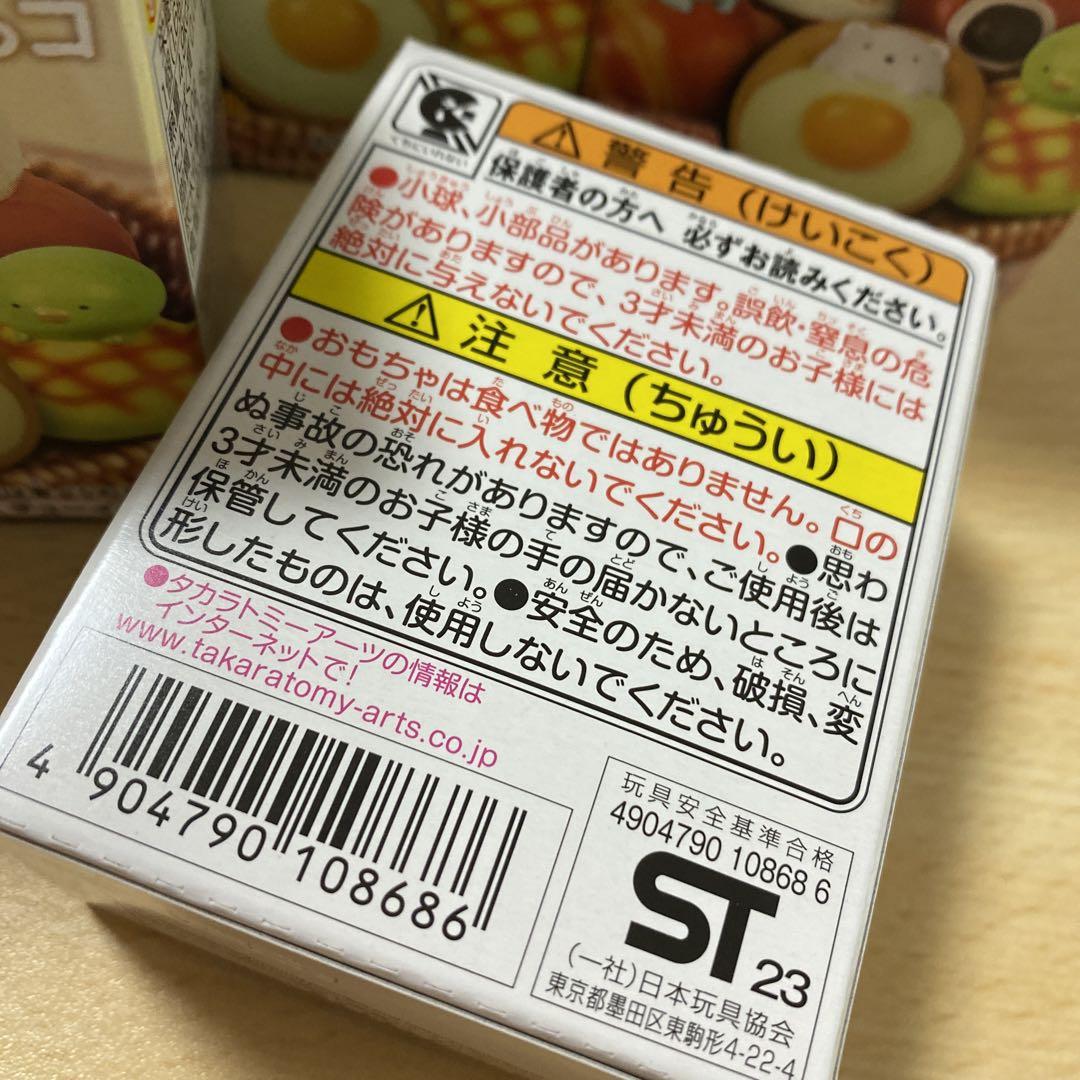 コ
くちにいれない
警告(けいこく)
保護者の方へ 必ずお読みください。
●小球、小部品があります。誤飲・窒息の危
険がありますので、3才未満のお子様には
絶対に与えないでください。
注意(ちゅうい)
●おもちゃは食べ物ではありません。口の
中には絶対に入れないでください。●思わ
ぬ事故の恐れがありますので、ご使用後は
3才未満のお子様の手の届かないところに
保管してください。●安全のため、破損、変
形したものは、使用しないでください。
●タカラトミーアーツの情報は
インターネットで!
www.takaratomy-arts.co.jp
4 904790 108686
玩具安全基準合格
4904790 10868 6
ST 23
(一社)日本玩具協会
東京都墨田区東駒形4-22-4